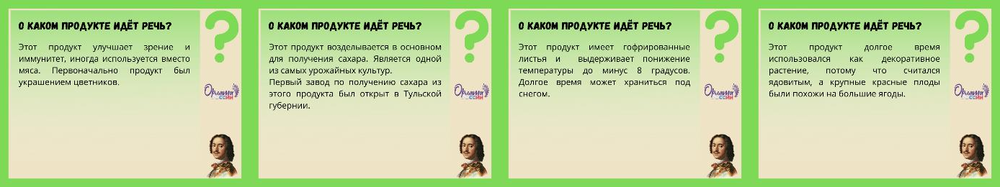 О КАКОМ ПРОДУКТЕ ИДЁТ РЕЧЬ?
Этот продукт улучшает зрение и
иммунитет, иногда используется вместо
мяса. Первоначально продукт был
украшением цветников.
?
Орлята
РОССИИ
О КАКОМ ПРОДУКТЕ ИДЁТ РЕЧЬ?
Этот продукт возделывается в основном
для получения сахара. Является одной
из самых урожайных культур.
Первый завод по получению сахара из
этого продукта был открыт в Тульской
губернии.
?
Орлята
РОССИИ
О КАКОМ ПРОДУКТЕ ИДЁТ РЕЧЬ?
Этот продукт имеет гофрированные
листья и выдерживает понижение
температуры до минус 8 градусов.
Долгое время может храниться под
снегом.
?
Орлята
РОССИИ
О КАКОМ ПРОДУКТЕ ИДЁТ РЕЧЬ?
Этот продукт долгое время
использовался как декоративное
растение, потому что считался
ядовитым, а крупные красные плоды
были похожи на большие ягоды.
?
Орлята
РОССИИ